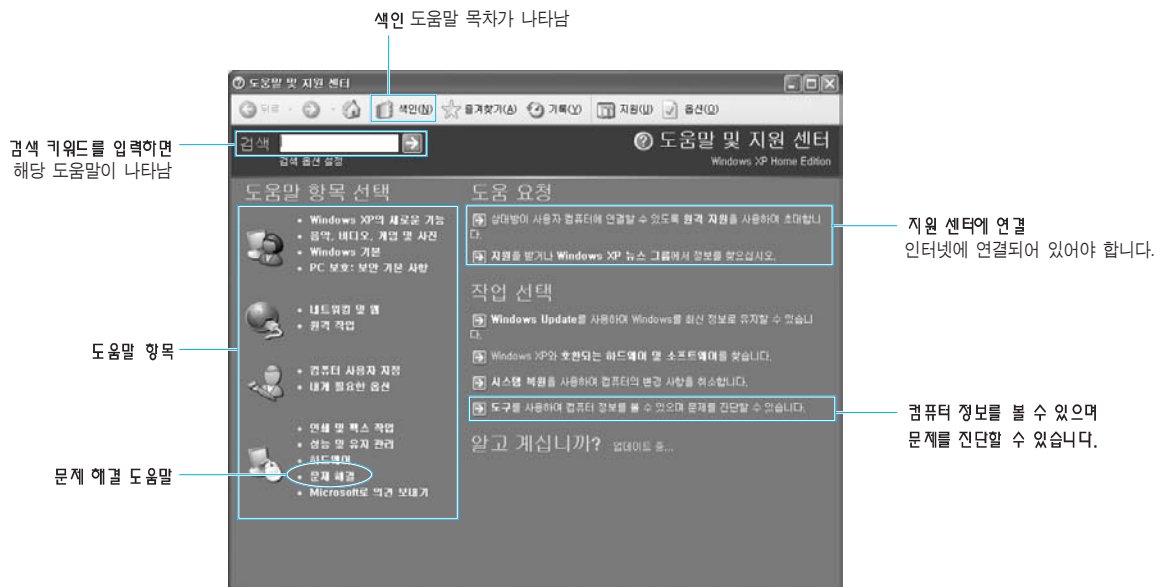 색인 도움말 목차가 나타남
도움말 및 지원 센터
뒤로
색인(N)
즐겨찾기(A)
기록(Y)
지원(U)
옵션(O)
검색
검색 옵션 설정
도움말 및 지원 센터
Windows XP Home Edition
검색 키워드를 입력하면
해당 도움말이 나타남
도움말 항목 선택
Windows XP의 새로운 기능
음악, 비디오, 게임 및 사진
Windows 기본
PC 보호: 보안 기본 사항
네트워킹 및 웹
원격 작업
컴퓨터 사용자 지정
내게 필요한 옵션
인쇄 및 팩스 작업
성능 및 유지 관리
하드웨어
문제 해결
Microsoft로 의견 보내기
도움말 항목
문제 해결 도움말
도움 요청
상대방이 사용자 컴퓨터에 연결할 수 있도록 원격 지원을 사용하여 초대합니
다.
지원을 받거나 Windows XP 뉴스 그룹에서 정보를 찾으십시오.
작업 선택
Windows Update를 사용하여 Windows를 최신 정보로 유지할 수 있습니
다.
Windows XP와 호환되는 하드웨어 및 소프트웨어를 찾습니다.
시스템 복원을 사용하여 컴퓨터의 변경 사항을 취소합니다.
도구를 사용하여 컴퓨터 정보를 볼 수 있으며 문제를 진단할 수 있습니다.
알고 계십니까? 업데이트 중...
지원 센터에 연결
인터넷에 연결되어 있어야 합니다.
컴퓨터 정보를 볼 수 있으며
문제를 진단할 수 있습니다.